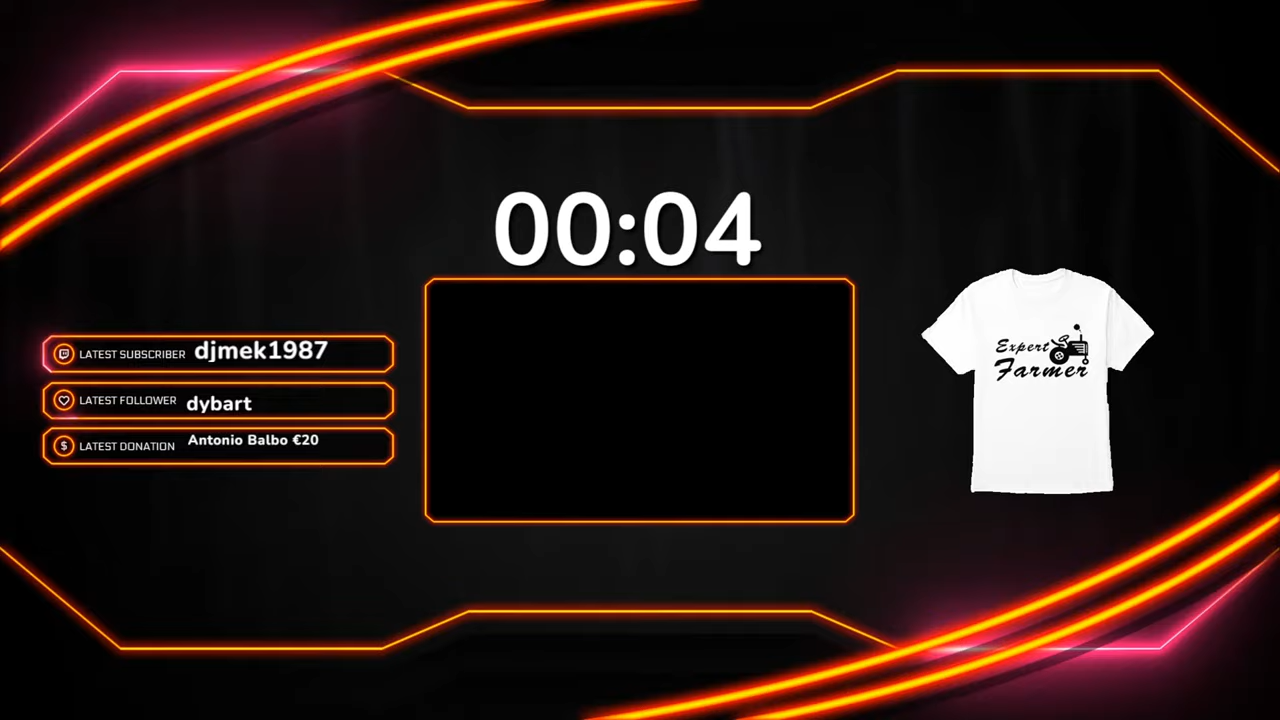 00:04
LATEST SUBSCRIBER djmek1987
LATEST FOLLOWER dybart
LATEST DONATION Antonio Balbo €20
Expert
Farmer